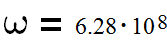 ω = 6.28·10⁸